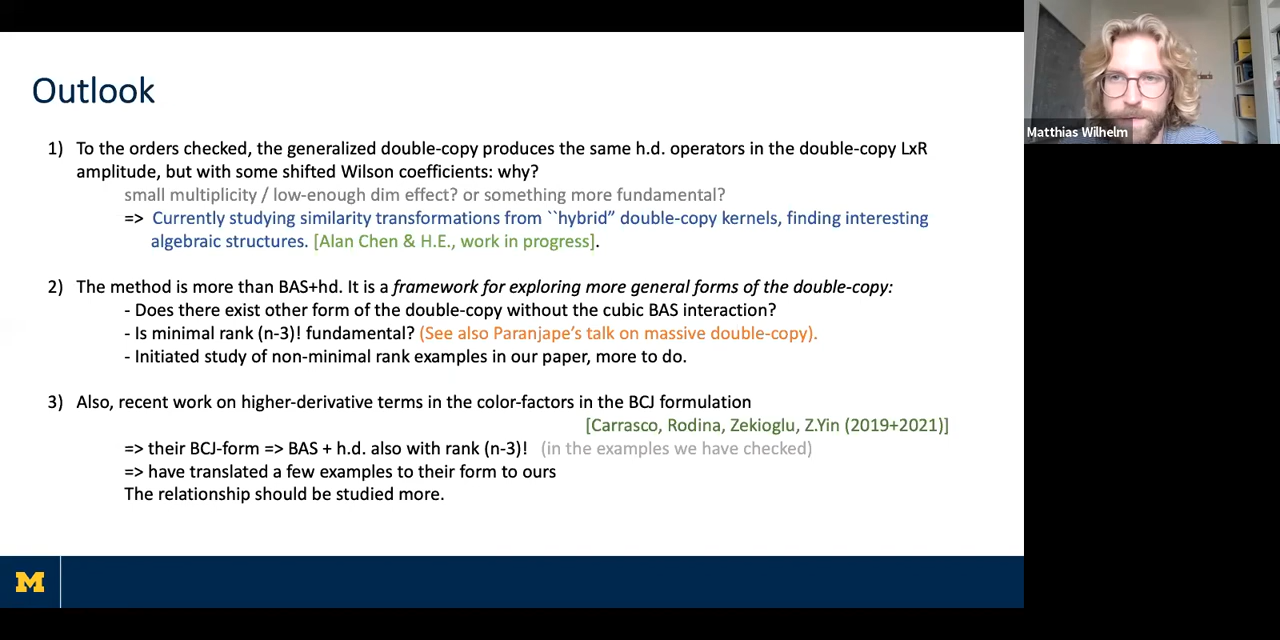 Outlook
1) To the orders checked, the generalized double-copy produces the same h.d. operators in the double-copy LxR
amplitude, but with some shifted Wilson coefficients: why?
small multiplicity / low-enough dim effect? or something more fundamental?
=> Currently studying similarity transformations from ``hybrid" double-copy kernels, finding interesting
algebraic structures. [Alan Chen & H.E., work in progress].
2) The method is more than BAS+hd. It is a framework for exploring more general forms of the double-copy:
- Does there exist other form of the double-copy without the cubic BAS interaction?
- Is minimal rank (n-3)! fundamental? (See also Paranjape's talk on massive double-copy).
- Initiated study of non-minimal rank examples in our paper, more to do.
3) Also, recent work on higher-derivative terms in the color-factors in the BCJ formulation
[Carrasco, Rodina, Zekioglu, Z.Yin (2019+2021)]
=> their BCJ-form => BAS + h.d. also with rank (n-3)! (in the examples we have checked)
=> have translated a few examples to their form to ours
The relationship should be studied more.
M
Matthias Wilhelm